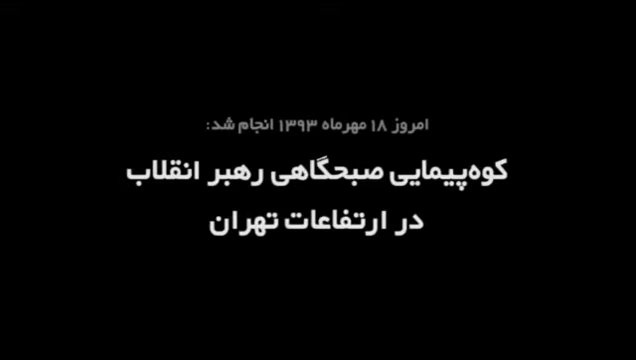 امروز ۱۸ مهرماه ۱۳۹۳ انجام شد:
کوه‌پیمایی صبحگاهی رهبر انقلاب
در ارتفاعات تهران